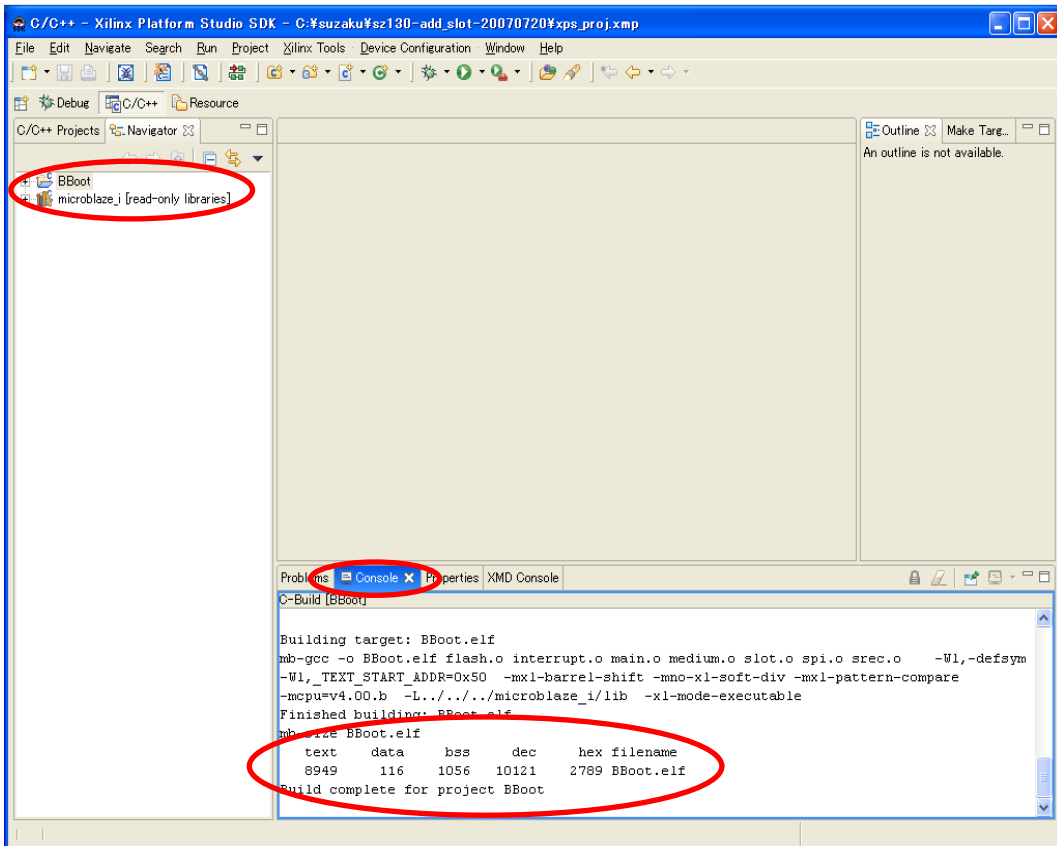 C/C++ - Xilinx Platform Studio SDK - C:¥suzaku¥sz130-add_slot-20070720¥xps_proj.xmp
File Edit Navigate Search Run Project Xilinx Tools Device Configuration Window Help
Debug C/C++ Resource
C/C++ Projects Navigator
Outline Make Targ...
An outline is not available.
BBoot
microblaze_i [read-only libraries]
Problems Console Properties XMD Console
C-Build [BBoot]
Building target: BBoot.elf
mb-gcc -o BBoot.elf flash.o interrupt.o main.o medium.o slot.o spi.o srec.o -Wl,-defsym
-Wl,_TEXT_START_ADDR=0x50 -mxl-barrel-shift -mno-xl-soft-div -mxl-pattern-compare
-mcpu=v4.00.b -L../../../microblaze_i/lib -xl-mode-executable
Finished building: BBoot.elf
mb-size BBoot.elf
text data bss dec hex filename
8949 116 1056 10121 2789 BBoot.elf
Build complete for project BBoot